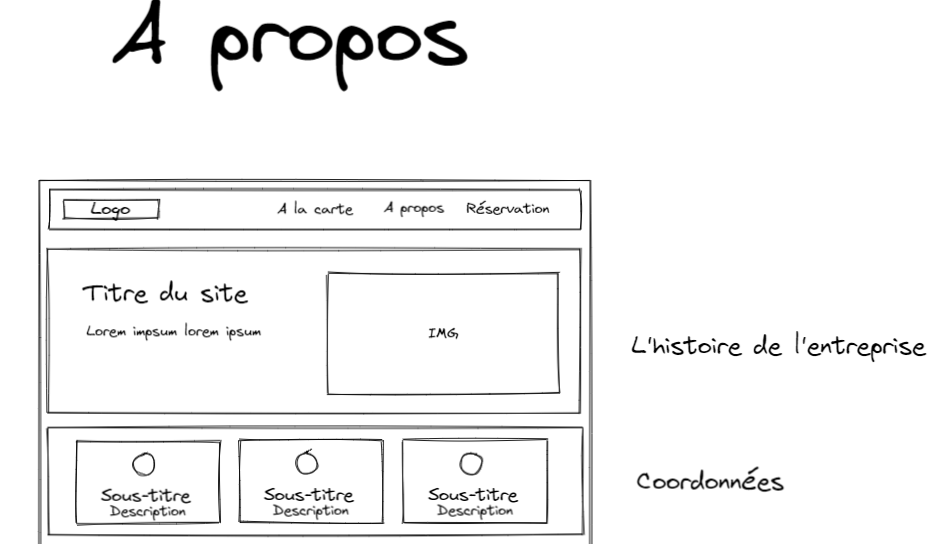 A propos
Logo A la carte A propos Réservation
Titre du site
Lorem impsum lorem ipsum
IMG
L'histoire de l'entreprise
Sous-titre Sous-titre Sous-titre
Description Description Description
Coordonnées